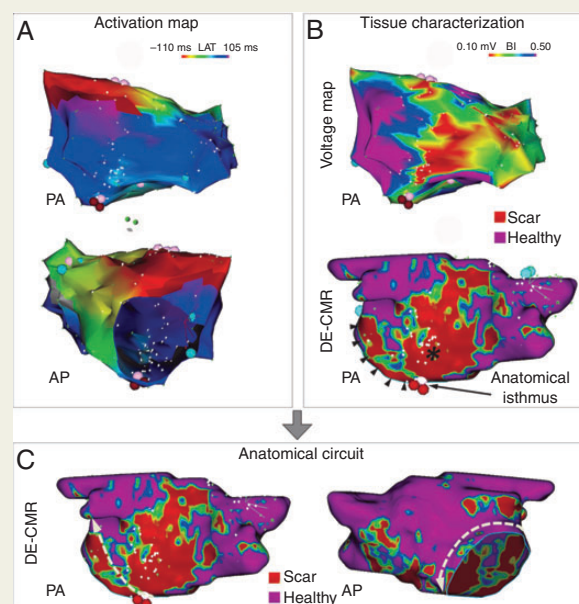 A
Activation map
–110 ms LAT 105 ms
PA
AP
B
Tissue characterization
0.10 mV BI 0.50
Voltage map
PA
Scar
Healthy
DE-CMR
PA
*
Anatomical
isthmus
C
Anatomical circuit
DE-CMR
PA
Scar
Healthy
AP